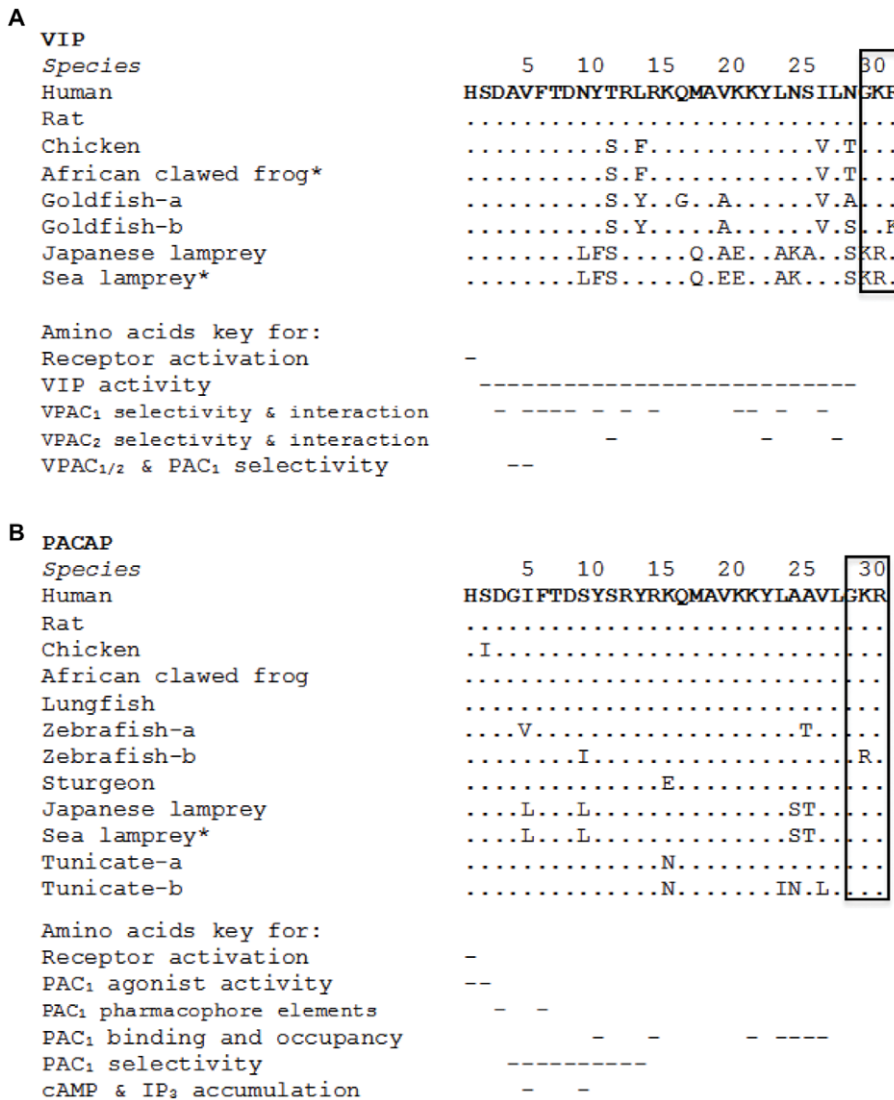 A
VIP
Species 5 10 15 20 25 30
Human HSDAVFTDNYTRLRKQMAVKKYLNSILNGKR
Rat ...............................
Chicken ..........S.F............V.T...
African clawed frog* ..........S.F............V.T...
Goldfish-a ..........S.Y..G..A......V.A...
Goldfish-b ..........S.Y.....A......V.S..K
Japanese lamprey ........LFS.....Q.AE..AKA..SKR.
Sea lamprey* ........LFS.....Q.EE..AK...SKR.
Amino acids key for:
Receptor activation -
VIP activity ---------------------------
VPAC₁ selectivity & interaction - ---- - - - -- - -
VPAC₂ selectivity & interaction - - -
VPAC₁/₂ & PAC₁ selectivity --
B
PACAP
Species 5 10 15 20 25 30
Human HSDGIFTDSYSRYRKQMAVKKYLAAVLGKR
Rat ..............................
Chicken .I............................
African clawed frog ..............................
Lungfish ..............................
Zebrafish-a ....V...................T.....
Zebrafish-b ........I...................R.
Sturgeon ..............E...............
Japanese lamprey ....L...L..............ST.....
Sea lamprey* ....L...L..............ST.....
Tunicate-a ..............N...............
Tunicate-b ..............N.......IN.L....
Amino acids key for:
Receptor activation -
PAC₁ agonist activity --
PAC₁ pharmacophore elements - -
PAC₁ binding and occupancy - - - ----
PAC₁ selectivity ----------
cAMP & IP₃ accumulation - -